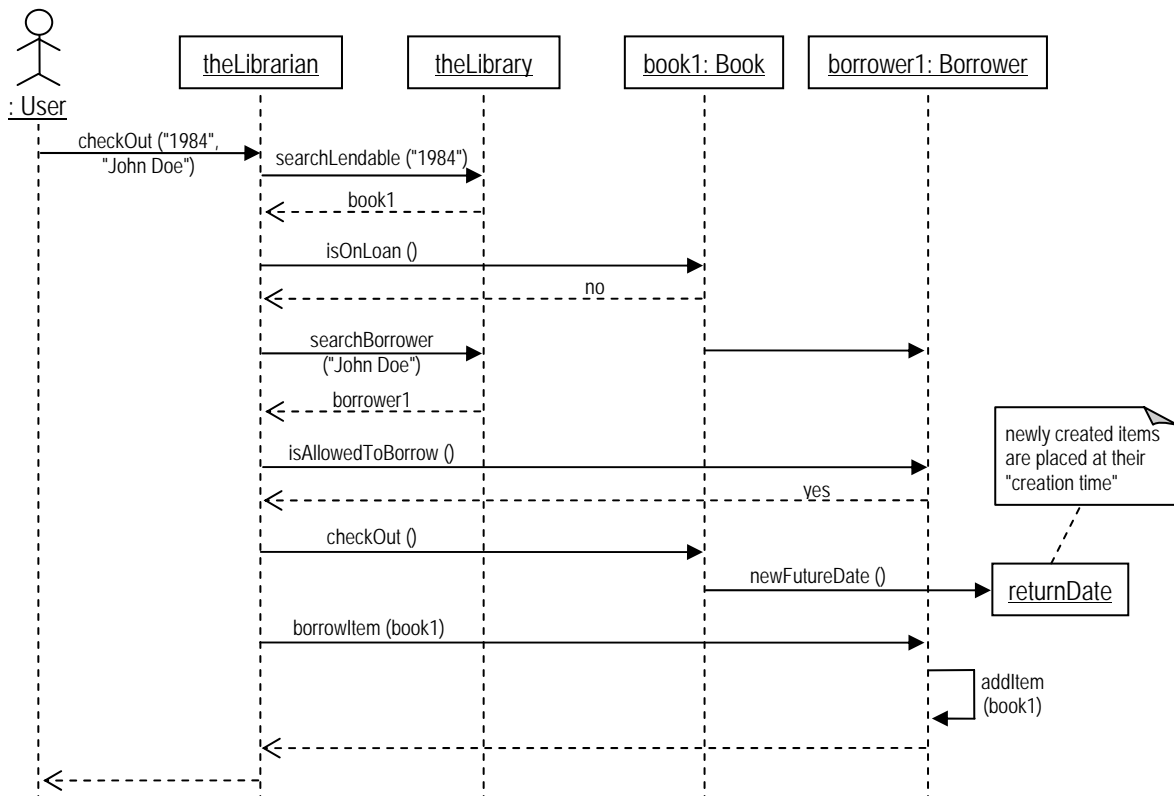 : User
theLibrarian
theLibrary
book1: Book
borrower1: Borrower
checkOut ("1984",
"John Doe")
searchLendable ("1984")
book1
isOnLoan ()
no
searchBorrower
("John Doe")
borrower1
isAllowedToBorrow ()
yes
newly created items
are placed at their
"creation time"
checkOut ()
newFutureDate ()
returnDate
borrowItem (book1)
addItem
(book1)